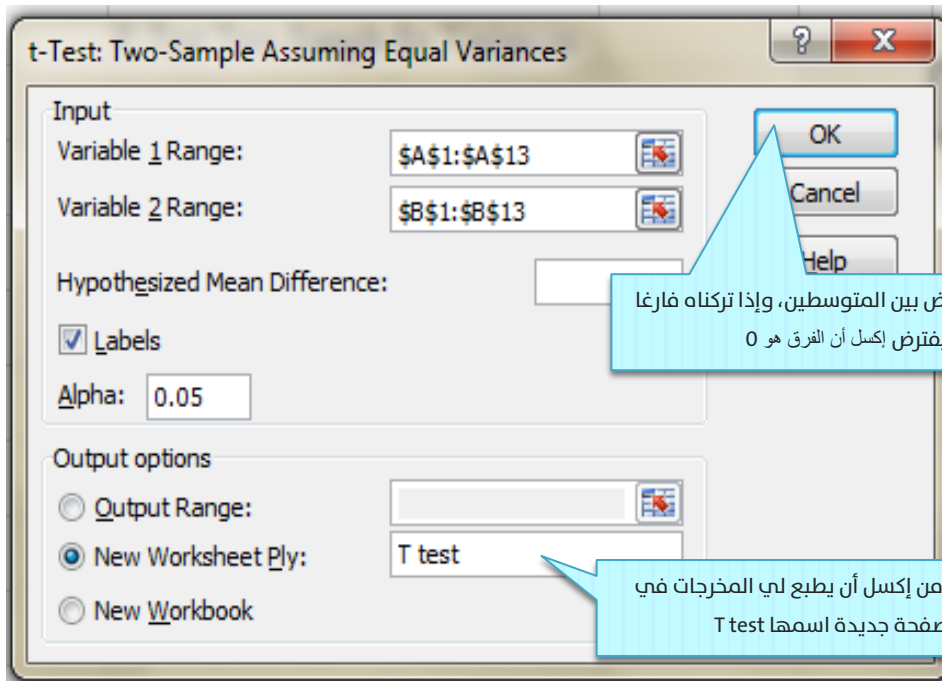 t-Test: Two-Sample Assuming Equal Variances
Input
Variable 1 Range:
$A$1:$A$13
Variable 2 Range:
$B$1:$B$13
Hypothesized Mean Difference:
Labels
Alpha:
0.05
OK
Cancel
Help
بين المتوسطين، وإذا تركناه فارغا
إكسل أن الفرق هو 0
Output options
Output Range:
New Worksheet Ply:
T test
New Workbook
من إكسل أن يطبع لي المخرجات في
جديدة اسمها T test